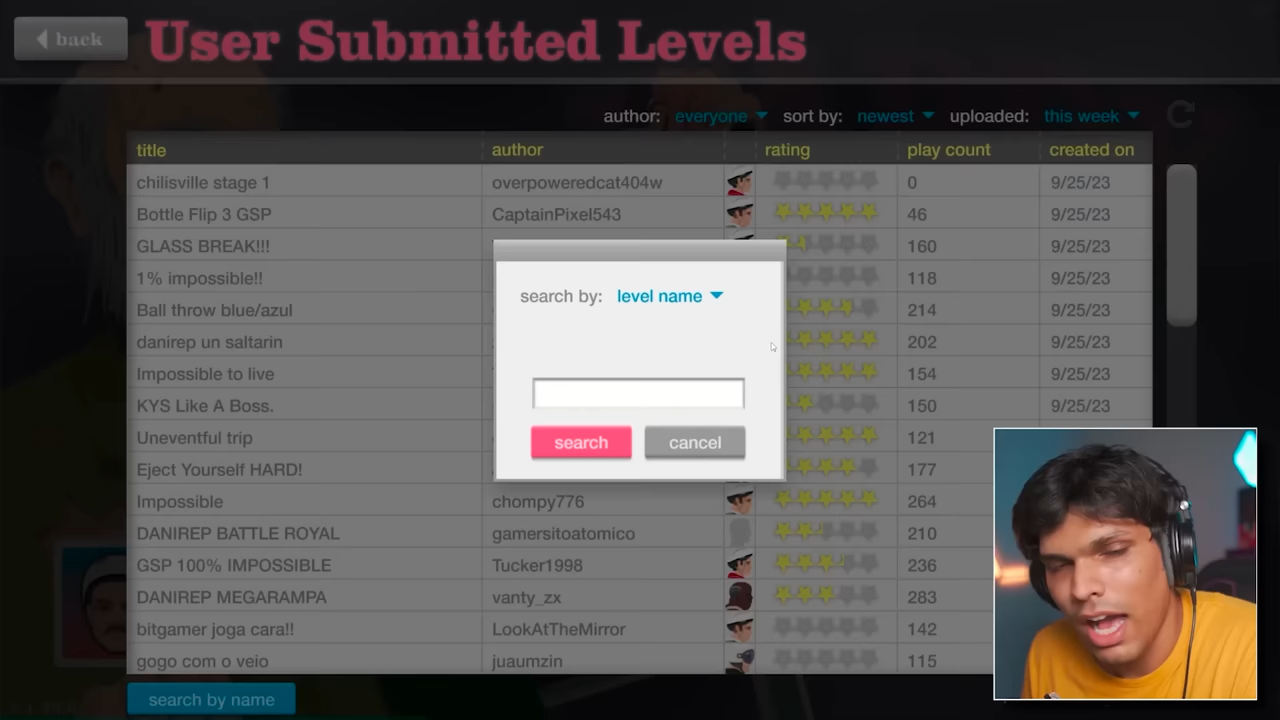 back
User Submitted Levels
author: everyone sort by: newest uploaded: this week
title author rating play count created on
chilisville stage 1 overpoweredcat404w 0 9/25/23
Bottle Flip 3 GSP CaptainPixel543 46 9/25/23
GLASS BREAK!!! 160 9/25/23
1% impossible!! 118 9/25/23
Ball throw blue/azul 214 9/25/23
danirep un saltarin 202 9/25/23
Impossible to live 154 9/25/23
KYS Like A Boss. 150 9/25/23
Uneventful trip 121
Eject Yourself HARD! 177
Impossible chompy776 264
DANIREP BATTLE ROYAL gamersitoatomico 210
GSP 100% IMPOSSIBLE Tucker1998 236
DANIREP MEGARAMPA vanty_zx 283
bitgamer joga cara!! LookAtTheMirror 142
gogo com o veio juaumzin 115
search by name
search by: level name
search cancel